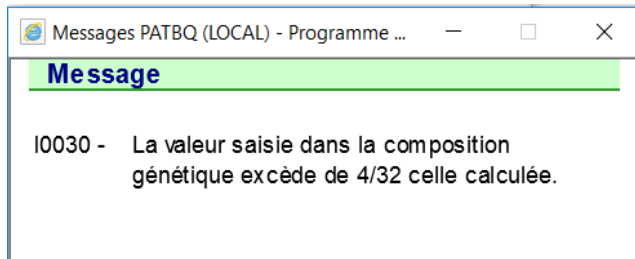 Messages PATBQ (LOCAL) - Programme ...
Message
I0030 - La valeur saisie dans la composition
génétique excède de 4/32 celle calculée.